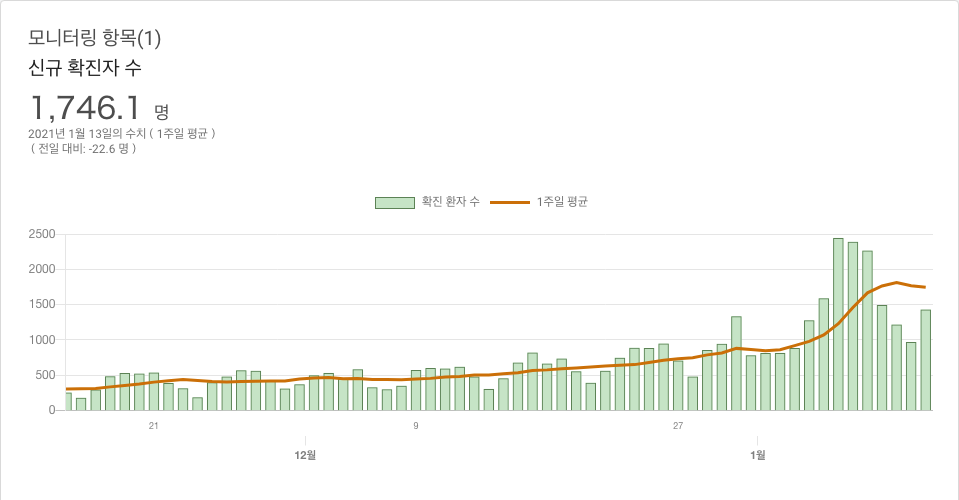 모니터링 항목(1)
신규 확진자 수
1,746.1 명
2021년 1월 13일의 수치 ( 1주일 평균 )
( 전일 대비: -22.6 명 )
확진 환자 수 1주일 평균
2500
2000
1500
1000
500
0
21 9 27
12월 1월